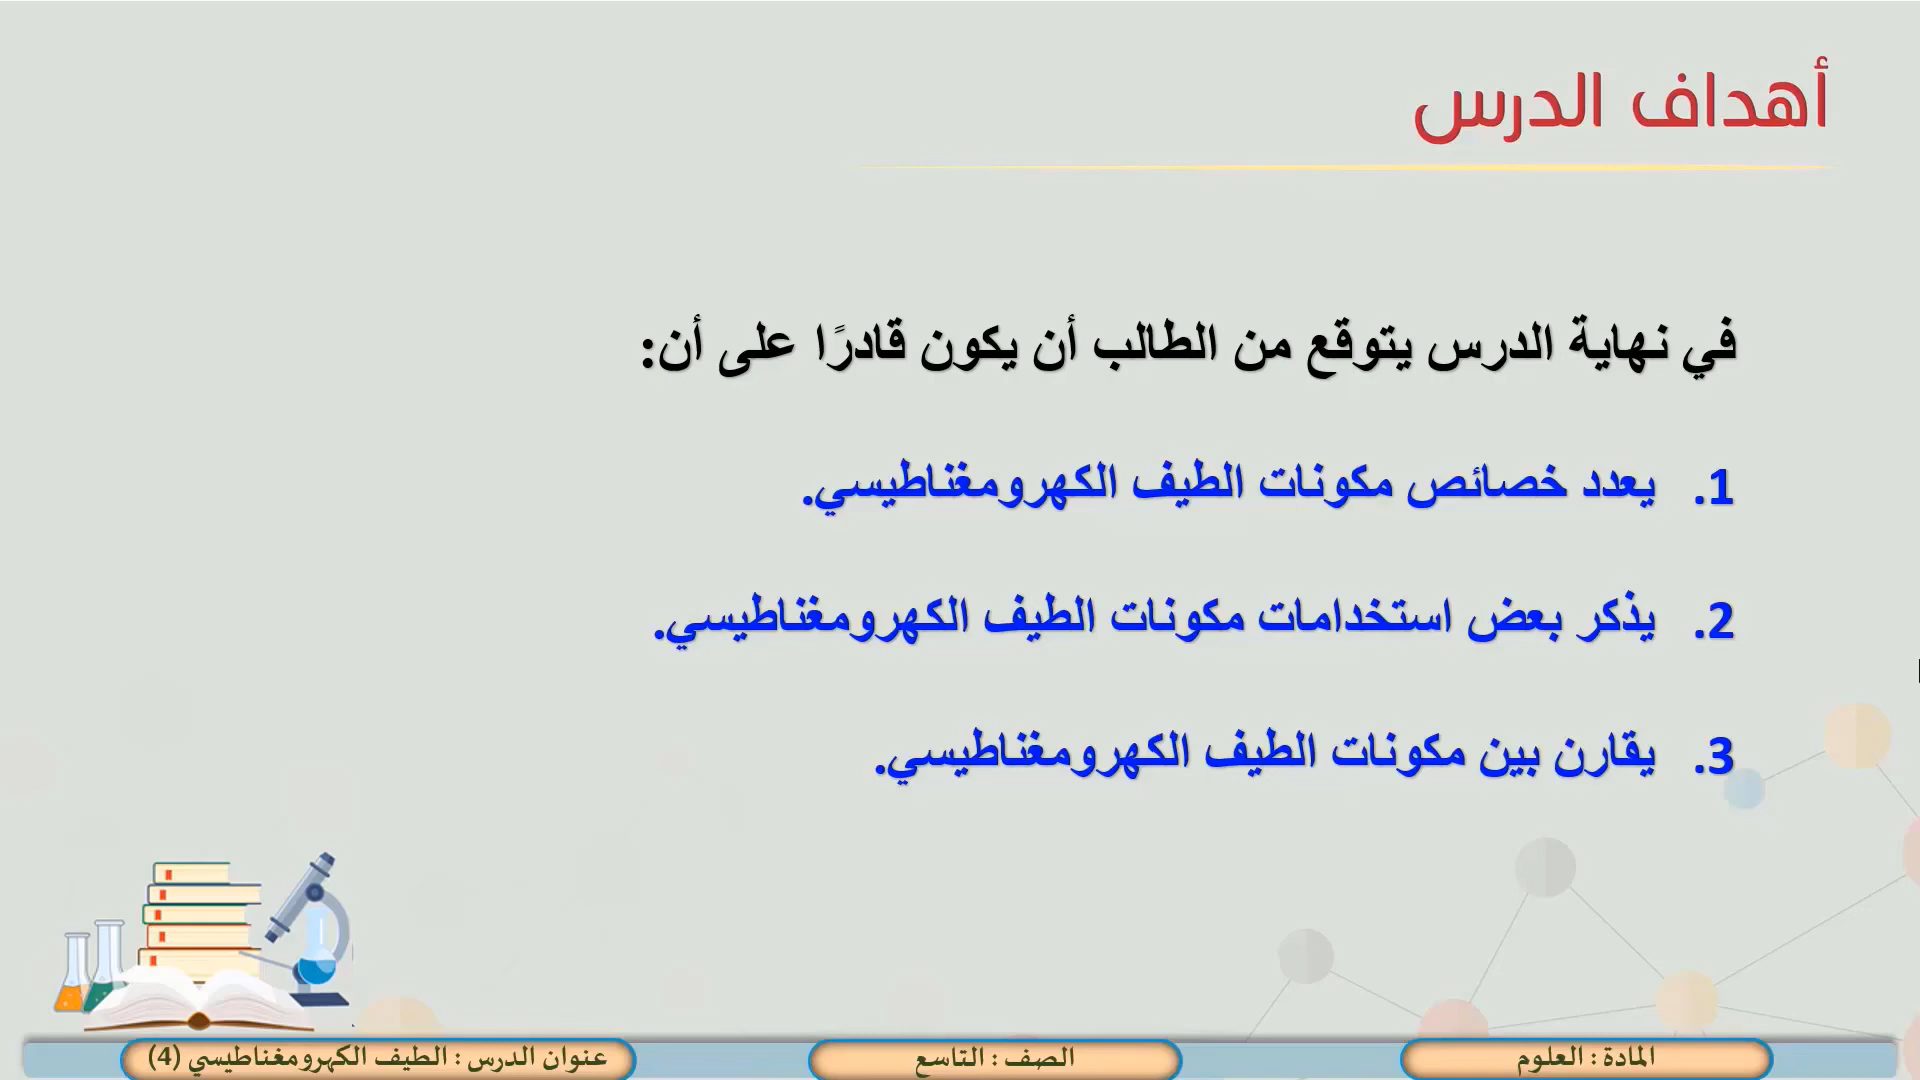 أهداف الدرس
في نهاية الدرس يتوقع من الطالب أن يكون قادرًا على أن:
1. يعدد خصائص مكونات الطيف الكهرومغناطيسي.
2. يذكر بعض استخدامات مكونات الطيف الكهرومغناطيسي.
3. يقارن بين مكونات الطيف الكهرومغناطيسي.
المادة : العلوم
الصف : التاسع
عنوان الدرس : الطيف الكهرومغناطيسي (4)